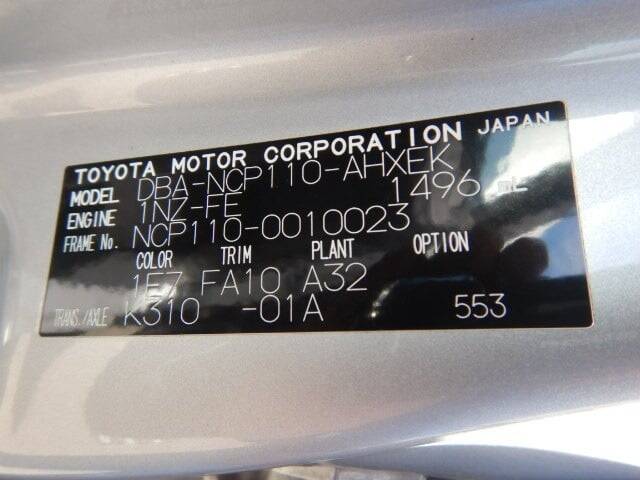 TOYOTA MOTOR CORPORATION JAPAN
MODEL DBA-NCP110-AHXEK
ENGINE 1NZ-FE 1496 mL
FRAME No. NCP110-0010023
COLOR TRIM PLANT OPTION
1E7 FA10 A32
TRANS./AXLE K310 -01A 553